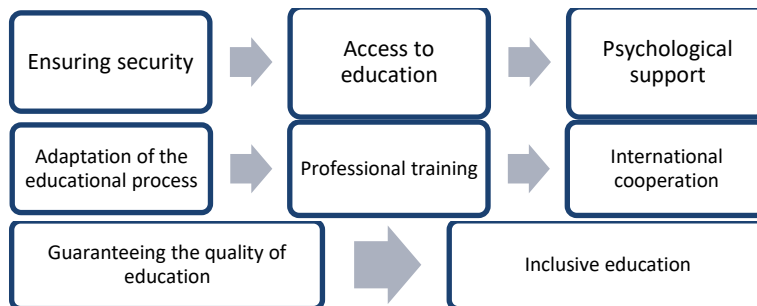 Ensuring security
Access to
education
Psychological
support
Adaptation of the
educational process
Professional training
International
cooperation
Guaranteeing the quality of
education
Inclusive education